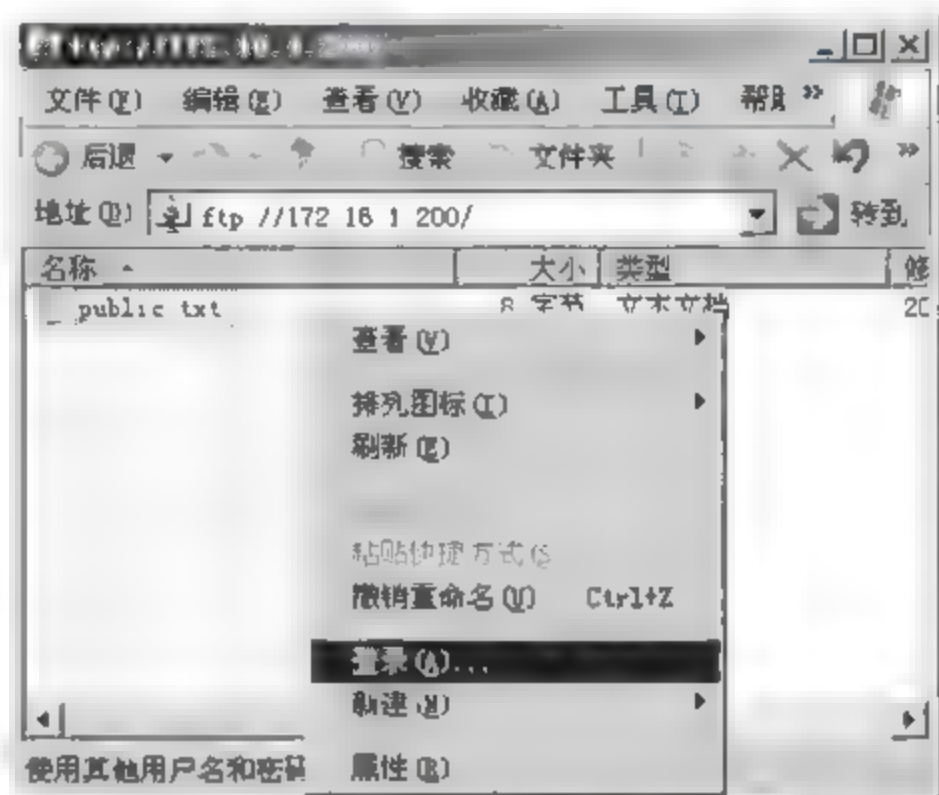 文件(F) 编辑(E) 查看(V) 收藏(A) 工具(T) 帮助 »
后退 搜索 文件夹 »
地址(D) ftp //172 16 1 200/ 转到
名称 大小 类型 修
public txt 8 字节 文本文档 20
查看(V)
排列图标(I)
刷新(E)
粘贴快捷方式(S
撤销重命名(U) Ctrl+Z
登录(A)...
新建(N)
使用其他用户名和密码 属性(R)